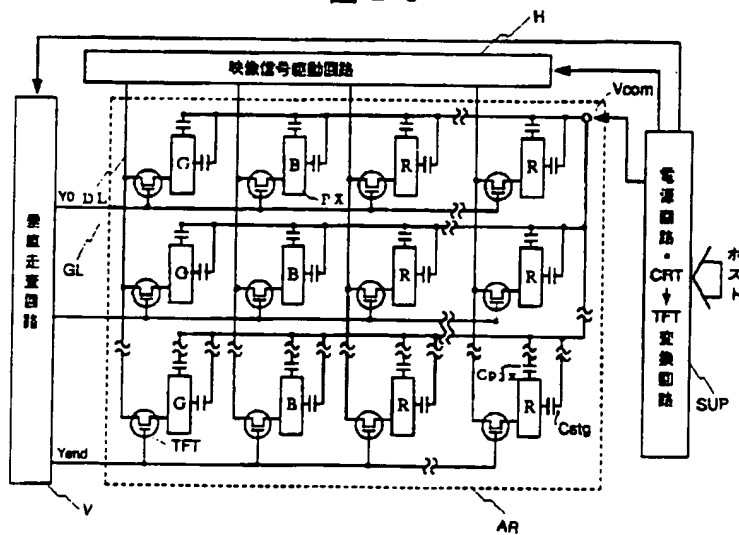 H
映像信号駆動回路
Vcom
G
B
R
R
Y0
DL
PX
GL
G
B
R
R
垂直走査回路
電源回路・CRT→TFT変換回路
ホスト
Cpix
G
B
R
R
TFT
Cstg
SUP
Yend
V
AR